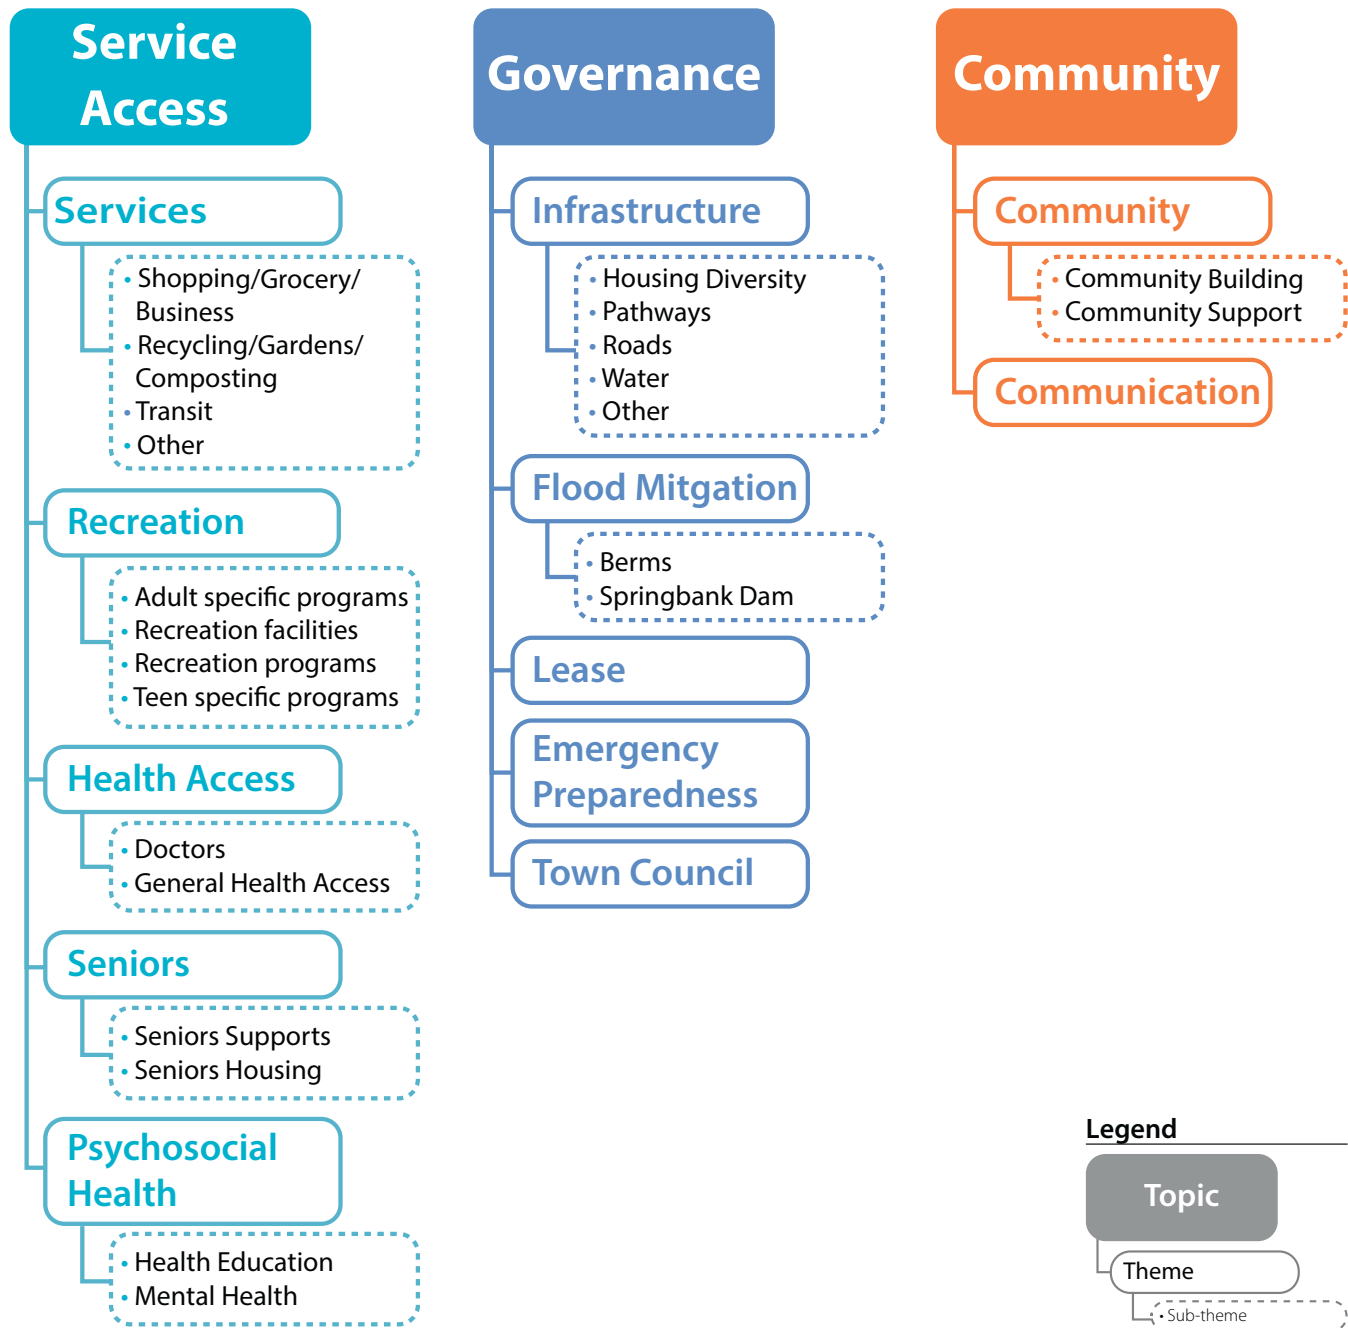 Service
Access
Services
• Shopping/Grocery/
Business
• Recycling/Gardens/
Composting
• Transit
• Other
Recreation
• Adult specific programs
• Recreation facilities
• Recreation programs
• Teen specific programs
Health Access
• Doctors
• General Health Access
Seniors
• Seniors Supports
• Seniors Housing
Psychosocial
Health
• Health Education
• Mental Health
Governance
Infrastructure
• Housing Diversity
• Pathways
• Roads
• Water
• Other
Flood Mitgation
• Berms
• Springbank Dam
Lease
Emergency
Preparedness
Town Council
Community
Community
• Community Building
• Community Support
Communication
Legend
Topic
Theme
• Sub-theme